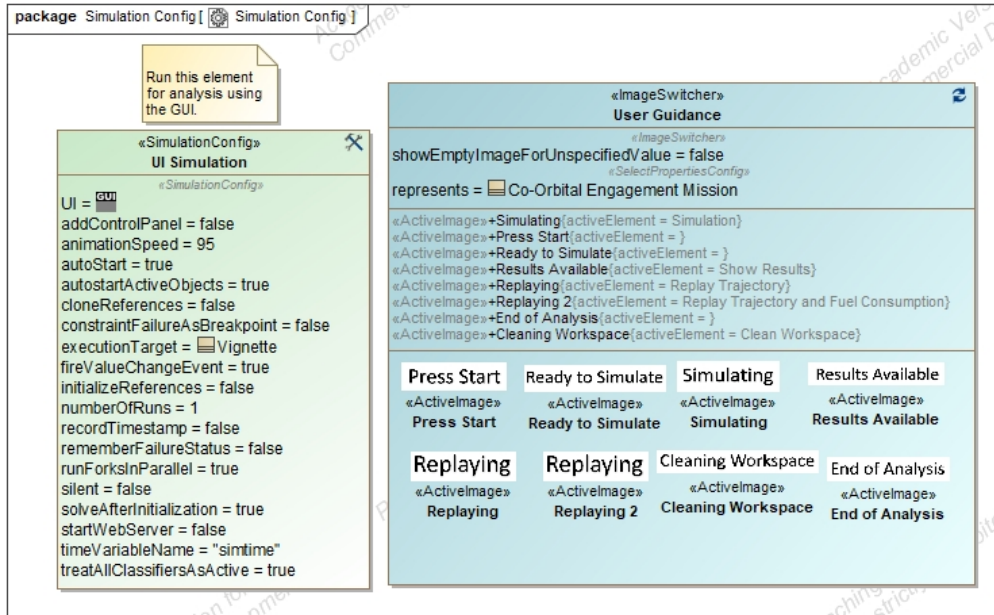 package Simulation Config [ Simulation Config ]
Run this element
for analysis using
the GUI.
«SimulationConfig»
UI Simulation
«SimulationConfig»
UI = GUI
addControlPanel = false
animationSpeed = 95
autoStart = true
autostartActiveObjects = true
cloneReferences = false
constraintFailureAsBreakpoint = false
executionTarget = Vignette
fireValueChangeEvent = true
initializeReferences = false
numberOfRuns = 1
recordTimestamp = false
rememberFailureStatus = false
runForksInParallel = true
silent = false
solveAfterInitialization = true
startWebServer = false
timeVariableName = "simtime"
treatAllClassifiersAsActive = true
«ImageSwitcher»
User Guidance
«ImageSwitcher»
showEmptyImageForUnspecifiedValue = false
«SelectPropertiesConfig»
represents = Co-Orbital Engagement Mission
«ActiveImage»+Simulating{activeElement = Simulation}
«ActiveImage»+Press Start{activeElement = }
«ActiveImage»+Ready to Simulate{activeElement = }
«ActiveImage»+Results Available{activeElement = Show Results}
«ActiveImage»+Replaying{activeElement = Replay Trajectory}
«ActiveImage»+Replaying 2{activeElement = Replay Trajectory and Fuel Consumption}
«ActiveImage»+End of Analysis{activeElement = }
«ActiveImage»+Cleaning Workspace{activeElement = Clean Workspace}
Press Start Ready to Simulate Simulating Results Available
«ActiveImage» «ActiveImage» «ActiveImage» «ActiveImage»
Press Start Ready to Simulate Simulating Results Available
Replaying Replaying Cleaning Workspace End of Analysis
«ActiveImage» «ActiveImage» «ActiveImage» «ActiveImage»
Replaying Replaying 2 Cleaning Workspace End of Analysis